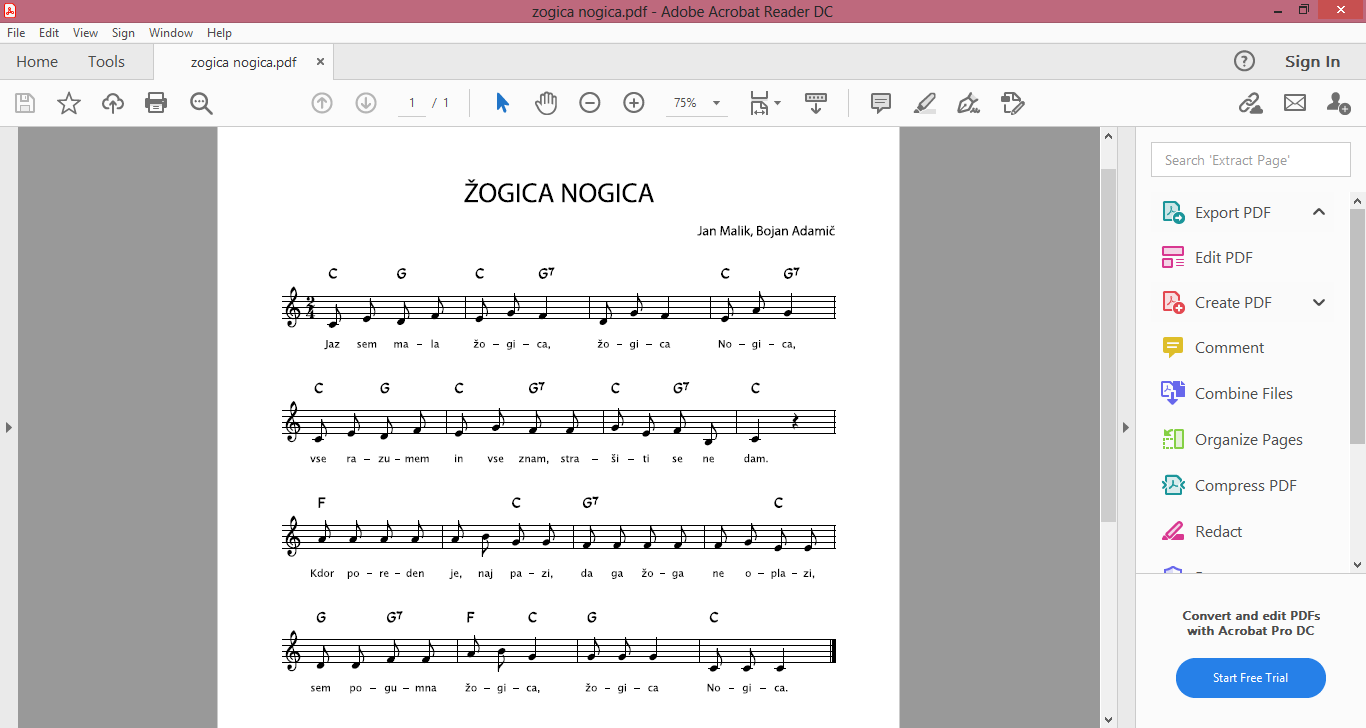 zogica nogica.pdf - Adobe Acrobat Reader DC
File Edit View Sign Window Help
Home Tools zogica nogica.pdf × ? Sign In
1 / 1 75%
ŽOGICA NOGICA
Jan Malik, Bojan Adamič
C G C G7 C G7
2
4
Jaz sem ma – la žo – gi – ca, žo – gi – ca No – gi – ca,
C G C G7 C G7 C
vse ra – zu – mem in vse znam, stra – ši – ti se ne dam.
F C G7 C
Kdor po – re – den je, naj pa – zi, da ga žo – ga ne o – pla – zi,
G G7 F C G C
sem po – gu – mna žo – gi – ca, žo – gi – ca No – gi – ca.
Search 'Extract Page'
Export PDF
Edit PDF
Create PDF
Comment
Combine Files
Organize Pages
Compress PDF
Redact
Convert and edit PDFs
with Acrobat Pro DC
Start Free Trial